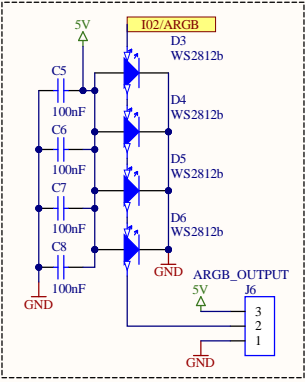 5V
I02/ARGB
D3
WS2812b
C5
100nF
D4
WS2812b
C6
100nF
D5
WS2812b
C7
100nF
D6
WS2812b
C8
100nF
GND
GND
ARGB_OUTPUT
5V
J6
3
2
1
GND